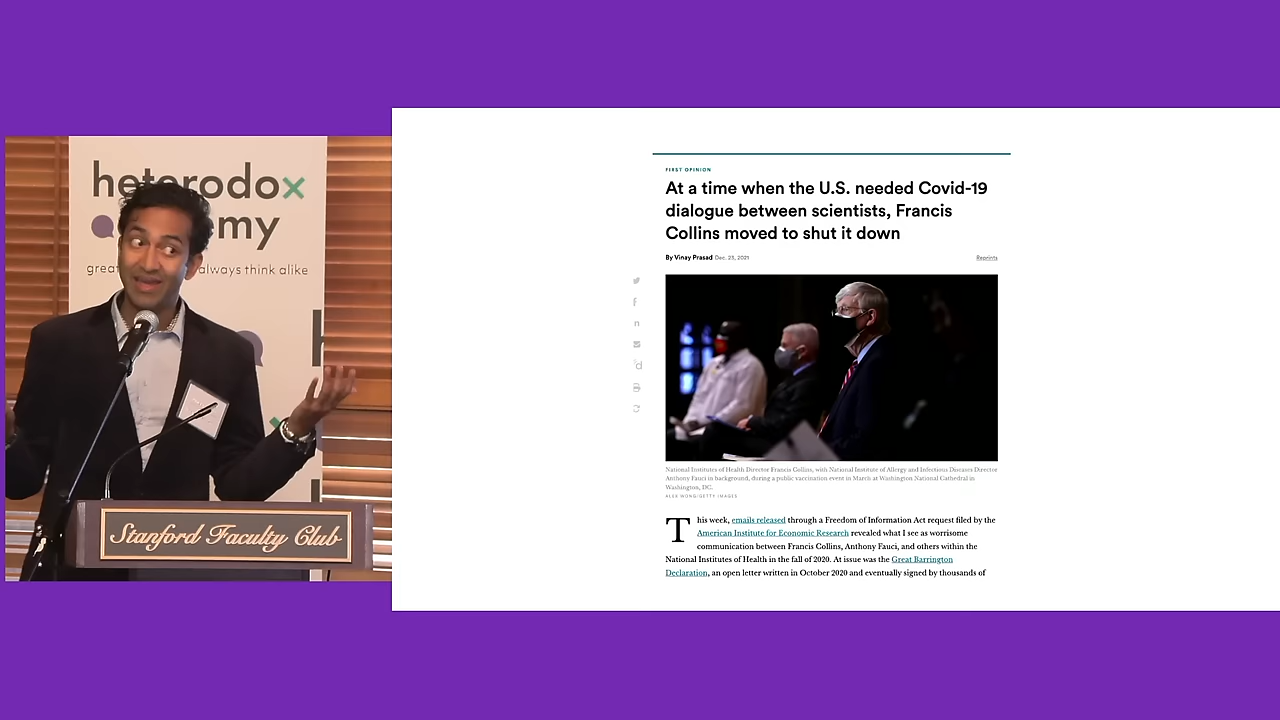 heterodox
emy
great
always think alike
Stanford Faculty Club
FIRST OPINION
At a time when the U.S. needed Covid-19
dialogue between scientists, Francis
Collins moved to shut it down
By Vinay Prasad Dec. 23, 2021
Reprints
National Institutes of Health Director Francis Collins, with National Institute of Allergy and Infectious Diseases Director
Anthony Fauci in background, during a public vaccination event in March at Washington National Cathedral in
Washington, DC.
ALEX WONG/GETTY IMAGES
This week, emails released through a Freedom of Information Act request filed by the
American Institute for Economic Research revealed what I see as worrisome
communication between Francis Collins, Anthony Fauci, and others within the
National Institutes of Health in the fall of 2020. At issue was the Great Barrington
Declaration, an open letter written in October 2020 and eventually signed by thousands of